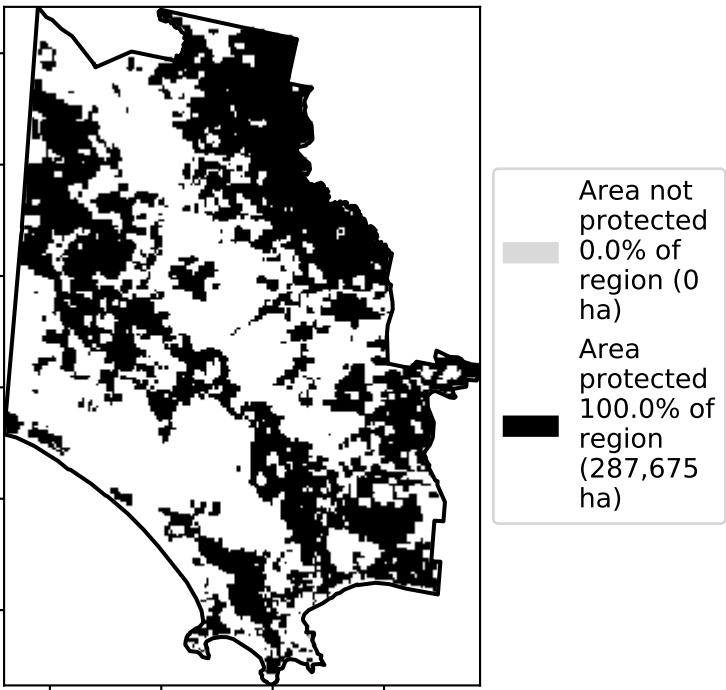 Area not
protected
0.0% of
region (0
ha)
Area
protected
100.0% of
region
(287,675
ha)